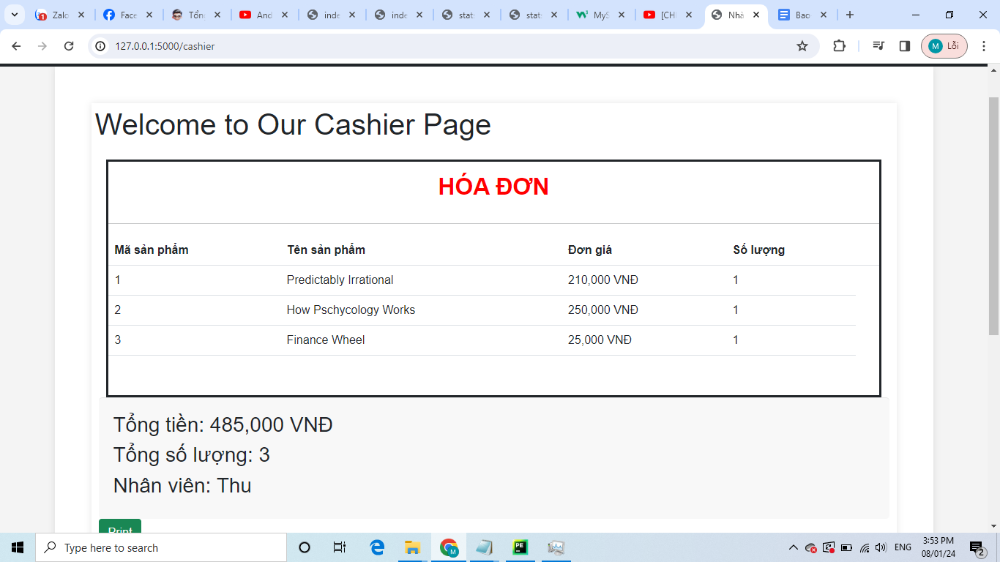 Zalo
Face
Tổn
And
inde
inde
stat
stat
MyS
[CH
Nhà
Bao
127.0.0.1:5000/cashier
M Lỗi
Welcome to Our Cashier Page
HÓA ĐƠN
Mã sản phẩm Tên sản phẩm Đơn giá Số lượng
1 Predictably Irrational 210,000 VNĐ 1
2 How Pschycology Works 250,000 VNĐ 1
3 Finance Wheel 25,000 VNĐ 1
Tổng tiền: 485,000 VNĐ
Tổng số lượng: 3
Nhân viên: Thu
Print
Type here to search
ENG
3:53 PM
08/01/24
2